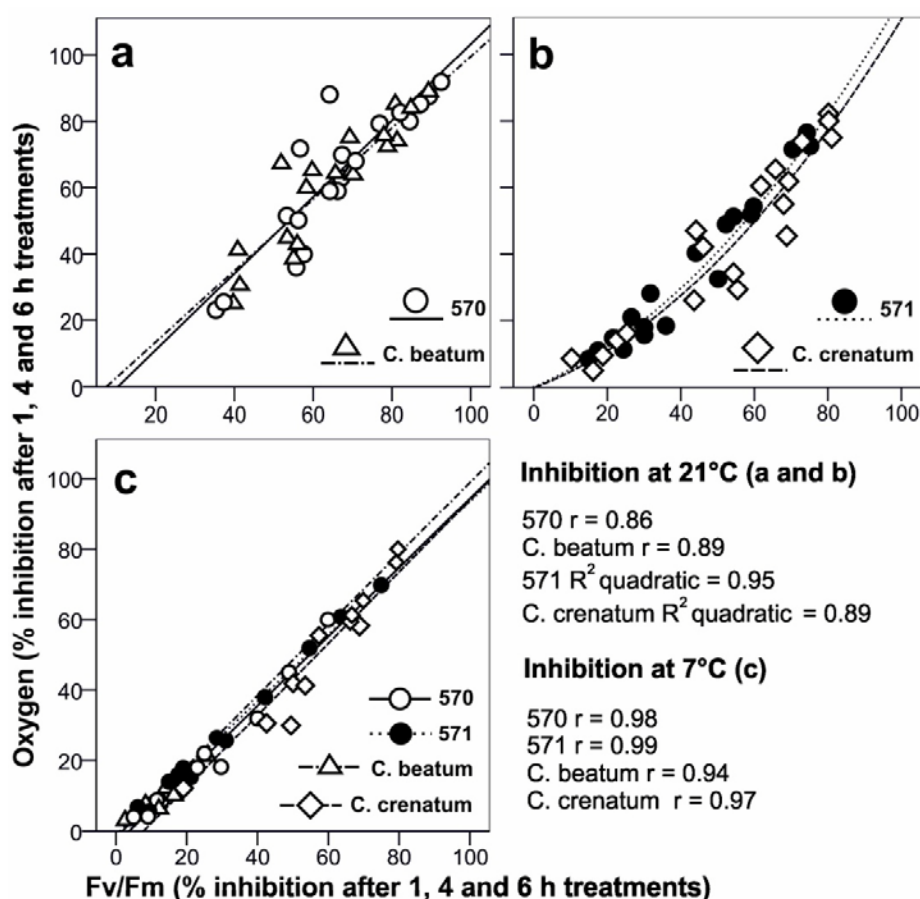 Oxygen (% inhibition after 1, 4 and 6 h treatments)
a
100
80
60
40
20
0
20 40 60 80 100
570
C. beatum
b
0 20 40 60 80 100
571
C. crenatum
c
100
80
60
40
20
0
0 20 40 60 80 100
570
571
C. beatum
C. crenatum
Fv/Fm (% inhibition after 1, 4 and 6 h treatments)
Inhibition at 21°C (a and b)
570 r = 0.86
C. beatum r = 0.89
571 R² quadratic = 0.95
C. crenatum R² quadratic = 0.89
Inhibition at 7°C (c)
570 r = 0.98
571 r = 0.99
C. beatum r = 0.94
C. crenatum r = 0.97